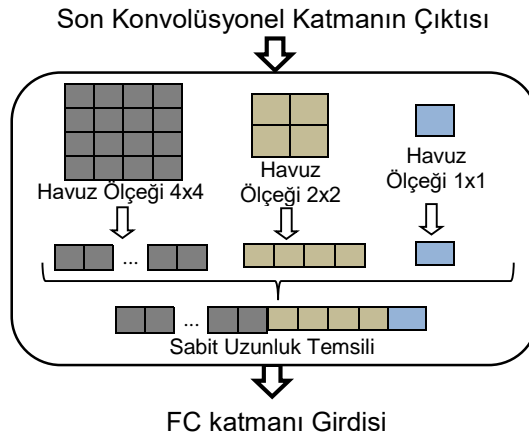 Son Konvolüsyonel Katmanın Çıktısı
Havuz Ölçeği 4x4
Havuz
Ölçeği 2x2
Havuz
Ölçeği 1x1
...
...
Sabit Uzunluk Temsili
FC katmanı Girdisi